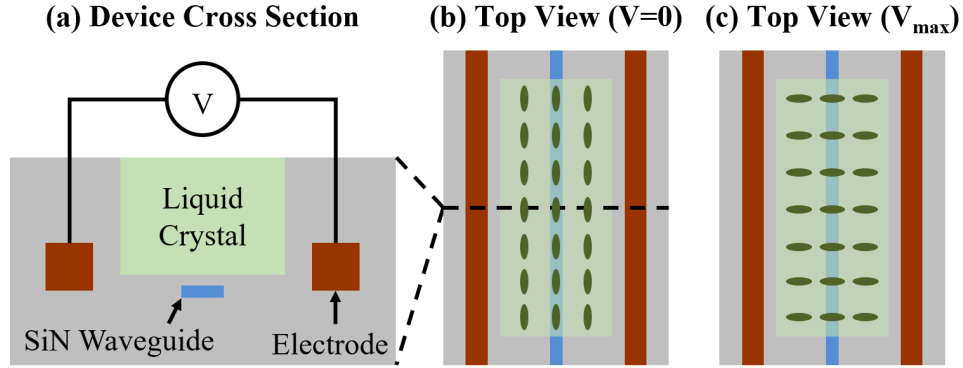 (a) Device Cross Section
(b) Top View (V=0)
(c) Top View (Vmax)
V
Liquid
Crystal
SiN Waveguide
Electrode